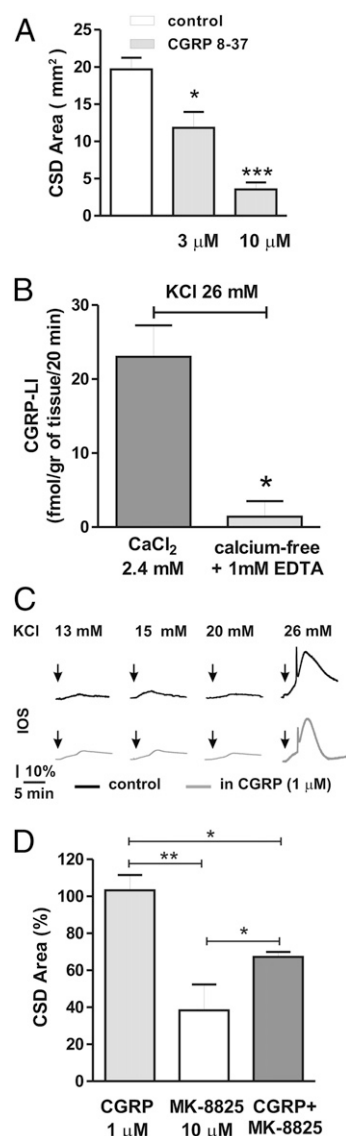 A
control
CGRP 8-37
CSD Area ( mm²)
25
20
15
10
5
0
*
***
3 µM 10 µM
B
KCl 26 mM
CGRP-LI
(fmol/gr of tissue/20 min)
30
20
10
0
*
CaCl₂
2.4 mM
calcium-free
+ 1mM EDTA
C
KCl 13 mM 15 mM 20 mM 26 mM
IOS
10%
5 min
control in CGRP (1 µM)
D
CSD Area (%)
120
100
80
60
40
20
0
*
**
*
CGRP
1 µM
MK-8825
10 µM
CGRP+
MK-8825